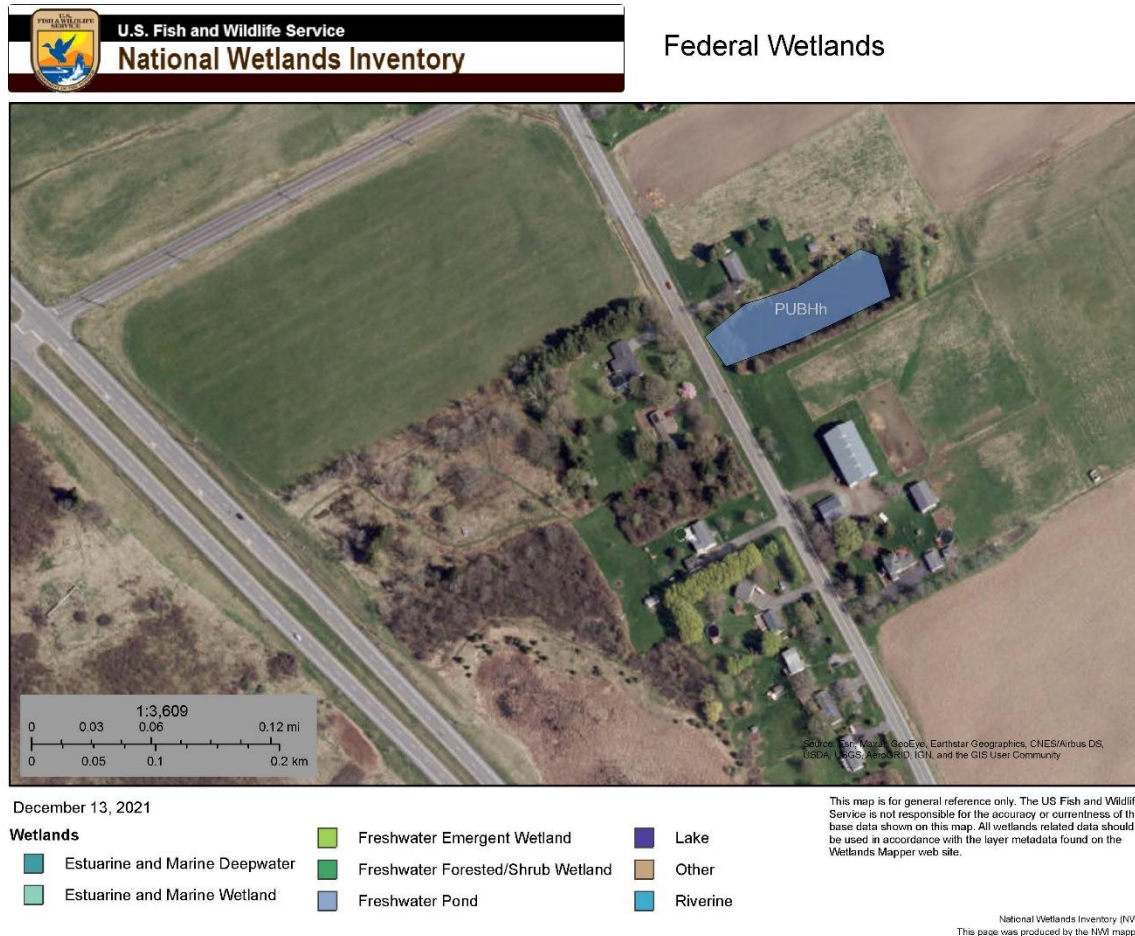 U.S.
FISH & WILDLIFE
SERVICE
U.S. Fish and Wildlife Service
National Wetlands Inventory
Federal Wetlands
PUBHh
1:3,609
0 0.03 0.06 0.12 mi
0 0.05 0.1 0.2 km
Source: Esri, Maxar, GeoEye, Earthstar Geographics, CNES/Airbus DS,
USDA, USGS, AeroGRID, IGN, and the GIS User Community
December 13, 2021
Wetlands
Estuarine and Marine Deepwater
Estuarine and Marine Wetland
Freshwater Emergent Wetland
Freshwater Forested/Shrub Wetland
Freshwater Pond
Lake
Other
Riverine
This map is for general reference only. The US Fish and Wildlif
Service is not responsible for the accuracy or currentness of th
base data shown on this map. All wetlands related data should
be used in accordance with the layer metadata found on the
Wetlands Mapper web site.
National Wetlands Inventory (NW
This page was produced by the NWI mapp